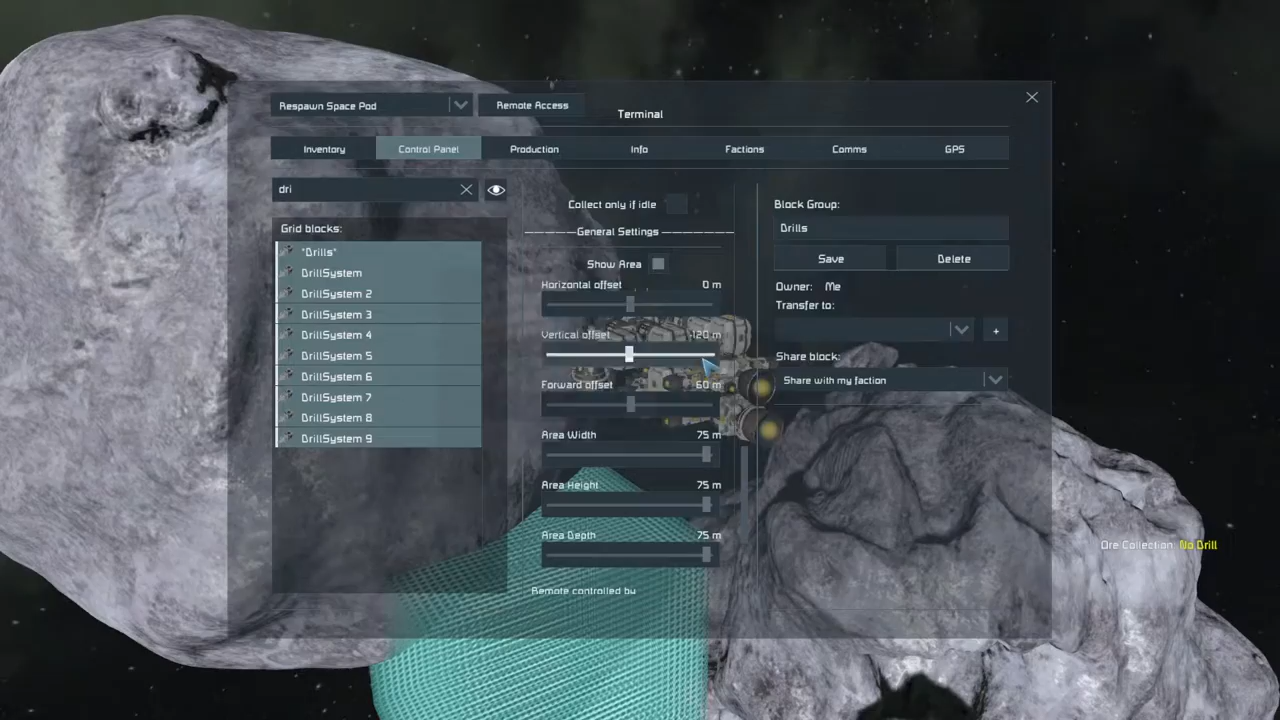 Respawn Space Pod
Remote Access
Terminal
Inventory
Control Panel
Production
Info
Factions
Comms
GPS
dri
Grid blocks:
*Drills*
DrillSystem
DrillSystem 2
DrillSystem 3
DrillSystem 4
DrillSystem 5
DrillSystem 6
DrillSystem 7
DrillSystem 8
DrillSystem 9
Collect only if idle
General Settings
Show Area
Horizontal offset 0 m
Vertical offset -120 m
Forward offset 60 m
Area Width 75 m
Area Height 75 m
Area Depth 75 m
Remote controlled by
Block Group:
Drills
Save
Delete
Owner: Me
Transfer to:
+
Share block:
Share with my faction
Ore Collection: No Drill